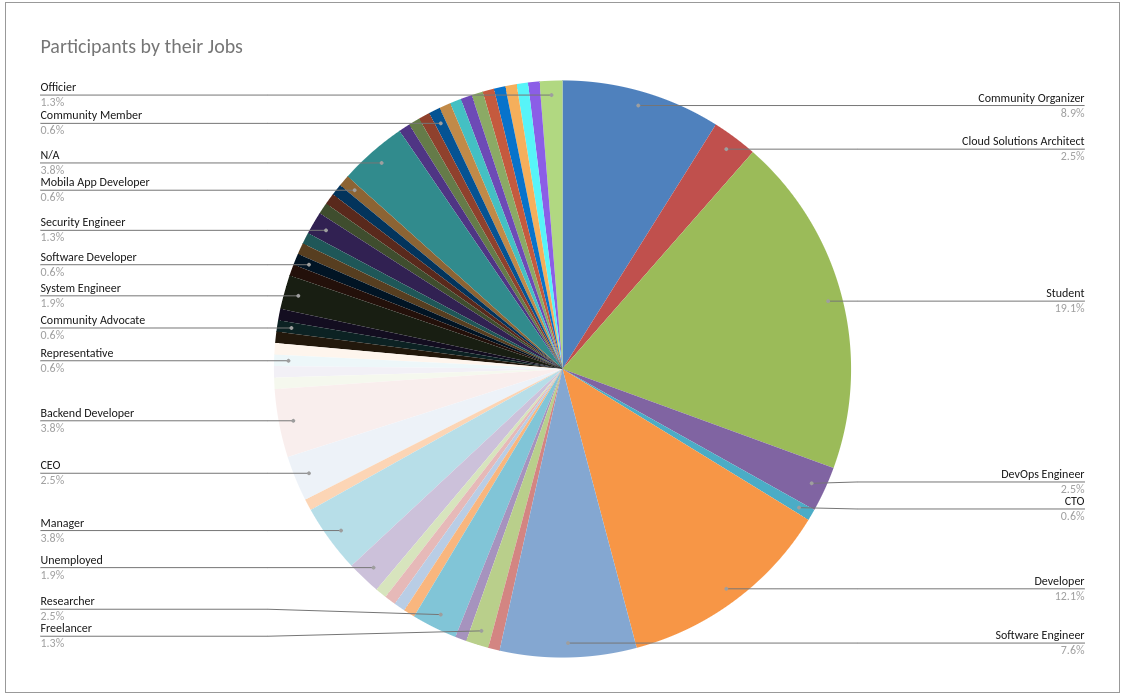 Participants by their Jobs
Officier
1.3%
Community Member
0.6%
N/A
3.8%
Mobila App Developer
0.6%
Security Engineer
1.3%
Software Developer
0.6%
System Engineer
1.9%
Community Advocate
0.6%
Representative
0.6%
Backend Developer
3.8%
CEO
2.5%
Manager
3.8%
Unemployed
1.9%
Researcher
2.5%
Freelancer
1.3%
Community Organizer
8.9%
Cloud Solutions Architect
2.5%
Student
19.1%
DevOps Engineer
2.5%
CTO
0.6%
Developer
12.1%
Software Engineer
7.6%